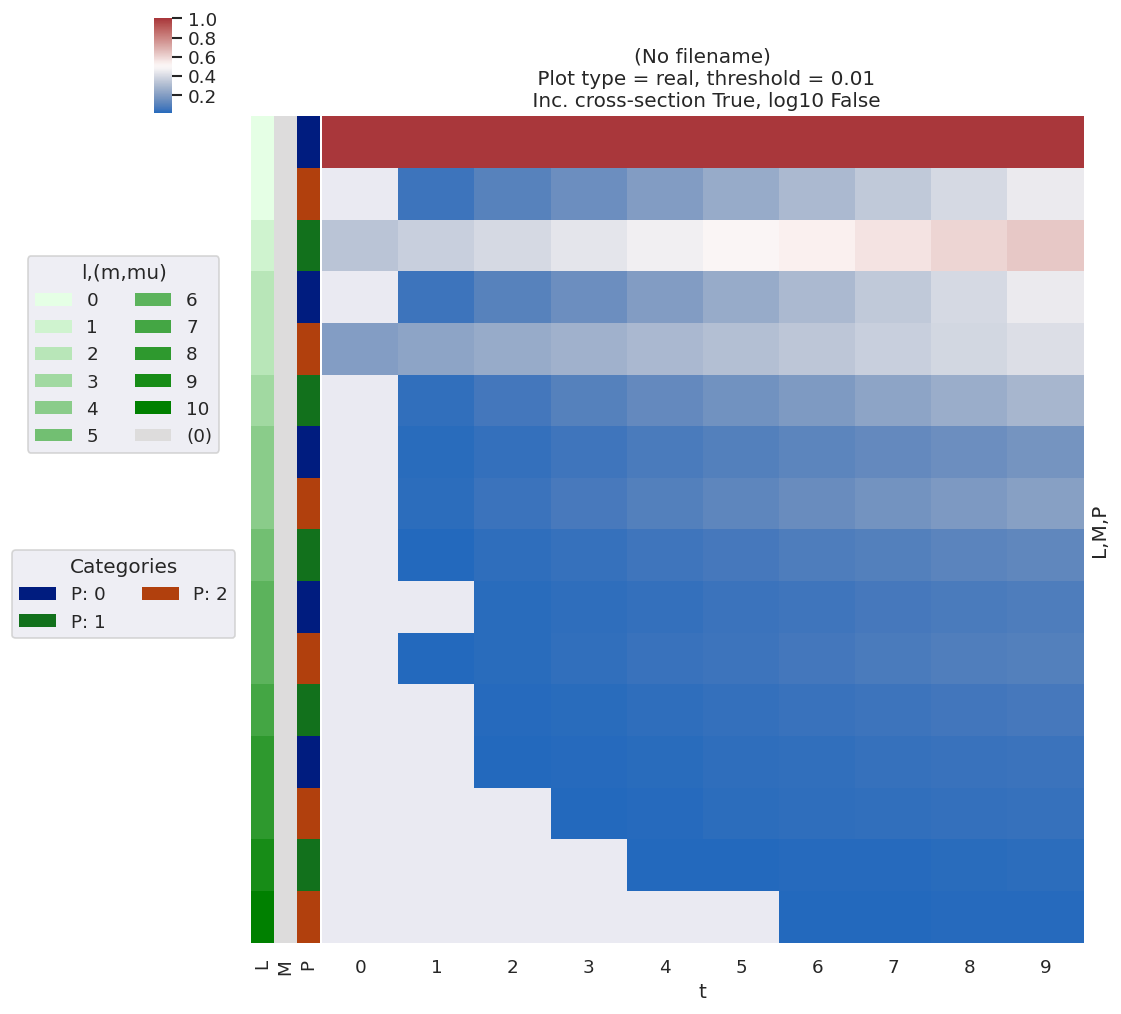 1.0
0.8
0.6
0.4
0.2
(No filename)
Plot type = real, threshold = 0.01
Inc. cross-section True, log10 False
l,(m,mu)
0 6
1 7
2 8
3 9
4 10
5 (0)
Categories
P: 0 P: 2
P: 1
L,M,P
L M P 0 1 2 3 4 5 6 7 8 9
t